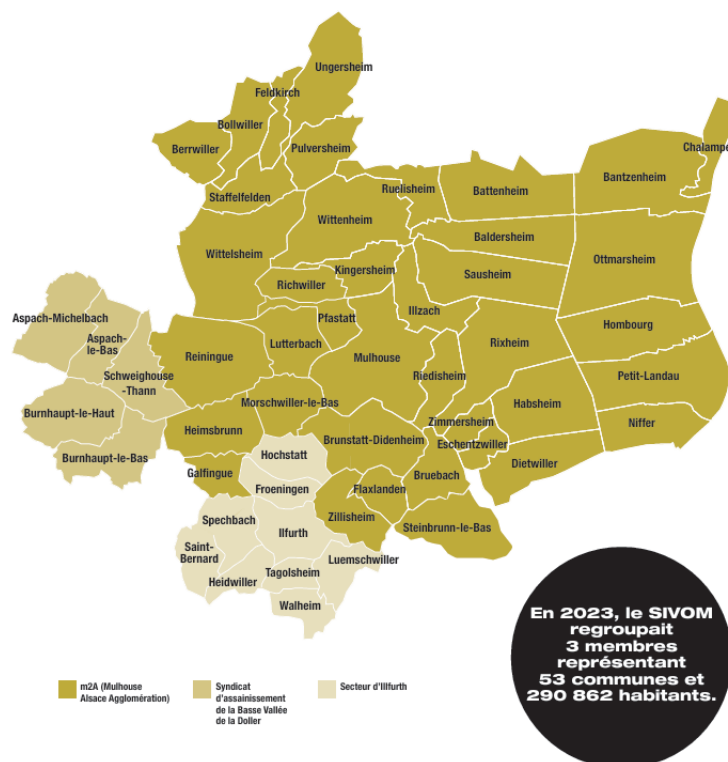 Ungersheim
Feldkirch
Bollwiller
Berrwiller
Pulversheim
Chalampé
Bantzenheim
Ruelisheim
Battenheim
Staffelfelden
Wittenheim
Baldersheim
Wittelsheim
Ottmarsheim
Kingersheim
Sausheim
Richwiller
Illzach
Pfastatt
Aspach-Michelbach
Hombourg
Aspach-
le-Bas
Lutterbach
Rixheim
Reiningue
Mulhouse
Riedisheim
Schweighouse
-Thann
Petit-Landau
Morschwiller-le-Bas
Habsheim
Burnhaupt-le-Haut
Zimmersheim
Niffer
Heimsbrunn
Brunstatt-Didenheim
Eschentzwiller
Hochstatt
Burnhaupt-le-Bas
Dietwiller
Galfingue
Bruebach
Froeningen
Flaxlanden
Zillisheim
Spechbach
Steinbrunn-le-Bas
Illfurth
Saint-
Bernard
Luemschwiller
Tagolsheim
Heidwiller
Walheim
En 2023, le SIVOM
regroupait
3 membres
représentant
53 communes et
290 862 habitants.
m2A (Mulhouse
Alsace Agglomération)
Syndicat
d'assainissement
de la Basse Vallée
de la Doller
Secteur d'Illfurth